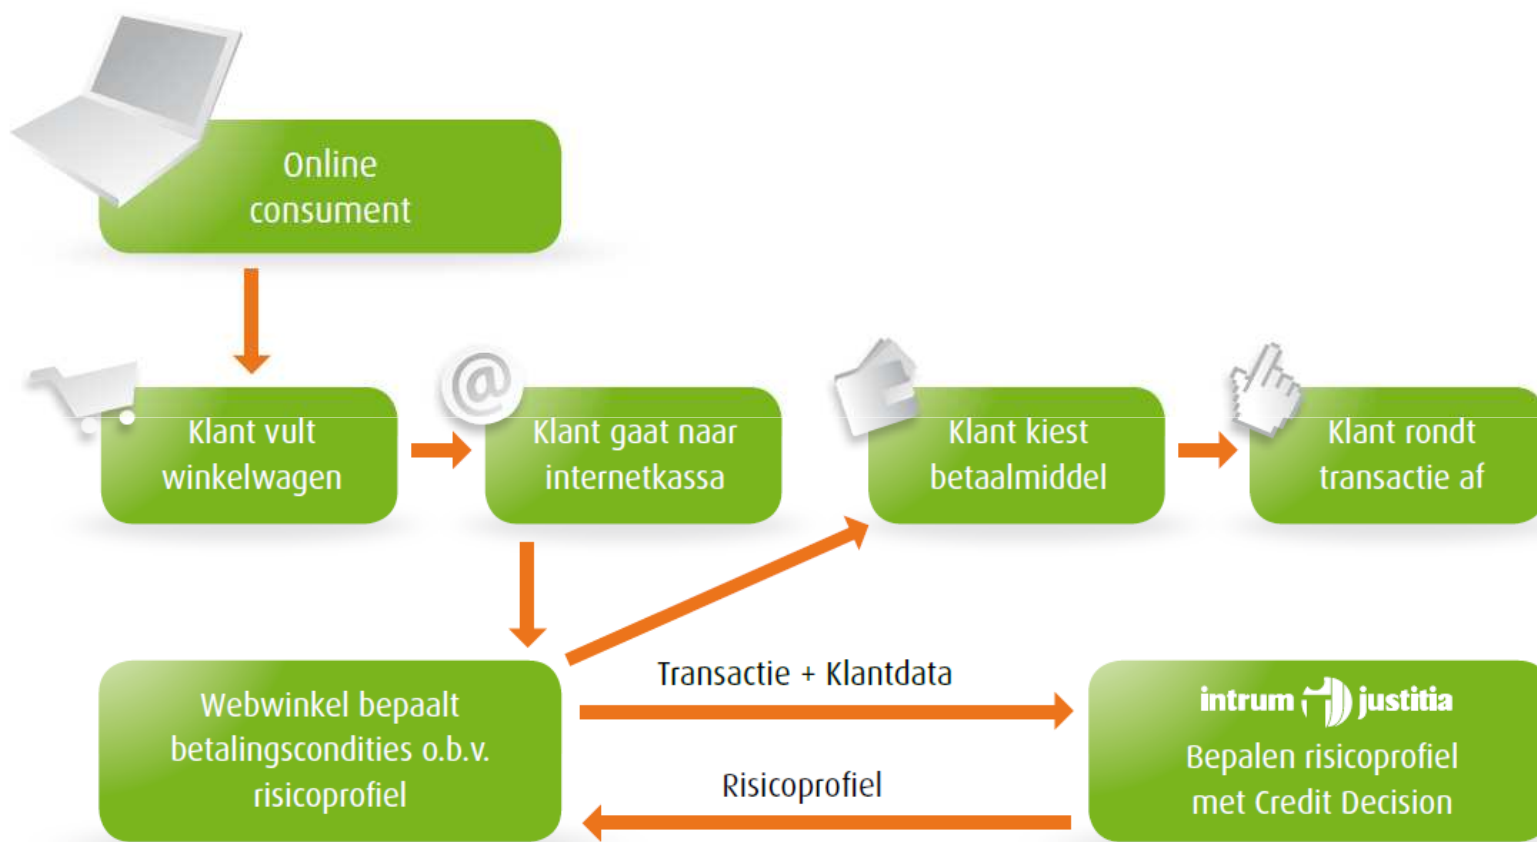 Online
consument
@
Klant vult
winkelwagen
Klant gaat naar
internetkassa
Klant kiest
betaalmiddel
Klant rondt
transactie af
Webwinkel bepaalt
betalingscondities o.b.v.
risicoprofiel
Transactie + Klantdata
Risicoprofiel
intrum justitia
Bepalen risicoprofiel
met Credit Decision